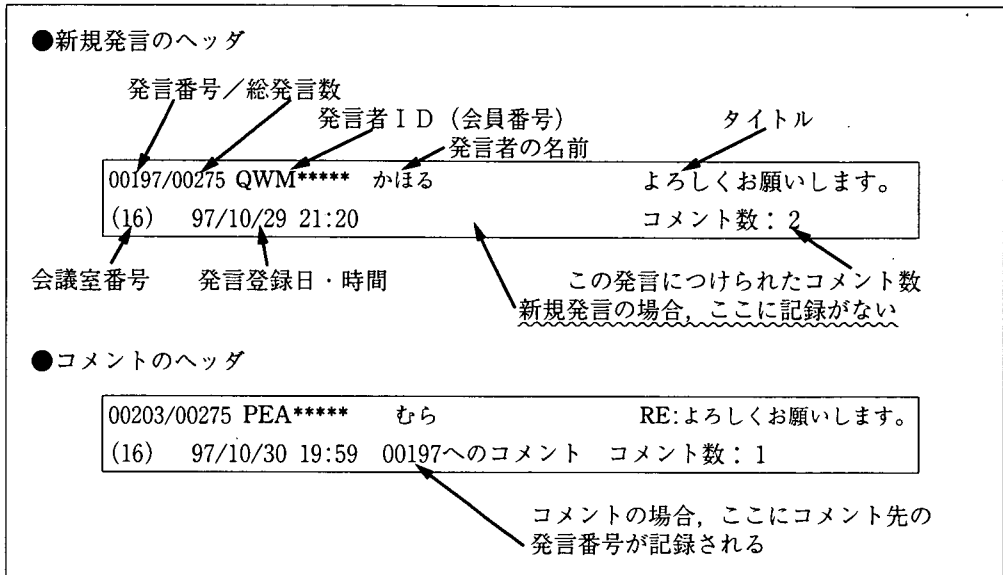 ●新規発言のヘッダ
発言番号／総発言数
発言者ＩＤ（会員番号）
タイトル
発言者の名前
00197/00275 QWM***** かほる よろしくお願いします。
(16) 97/10/29 21:20 コメント数：2
会議室番号 発言登録日・時間 この発言につけられたコメント数
新規発言の場合，ここに記録がない
●コメントのヘッダ
00203/00275 PEA***** むら RE:よろしくお願いします。
(16) 97/10/30 19:59 00197へのコメント コメント数：1
コメントの場合，ここにコメント先の
発言番号が記録される